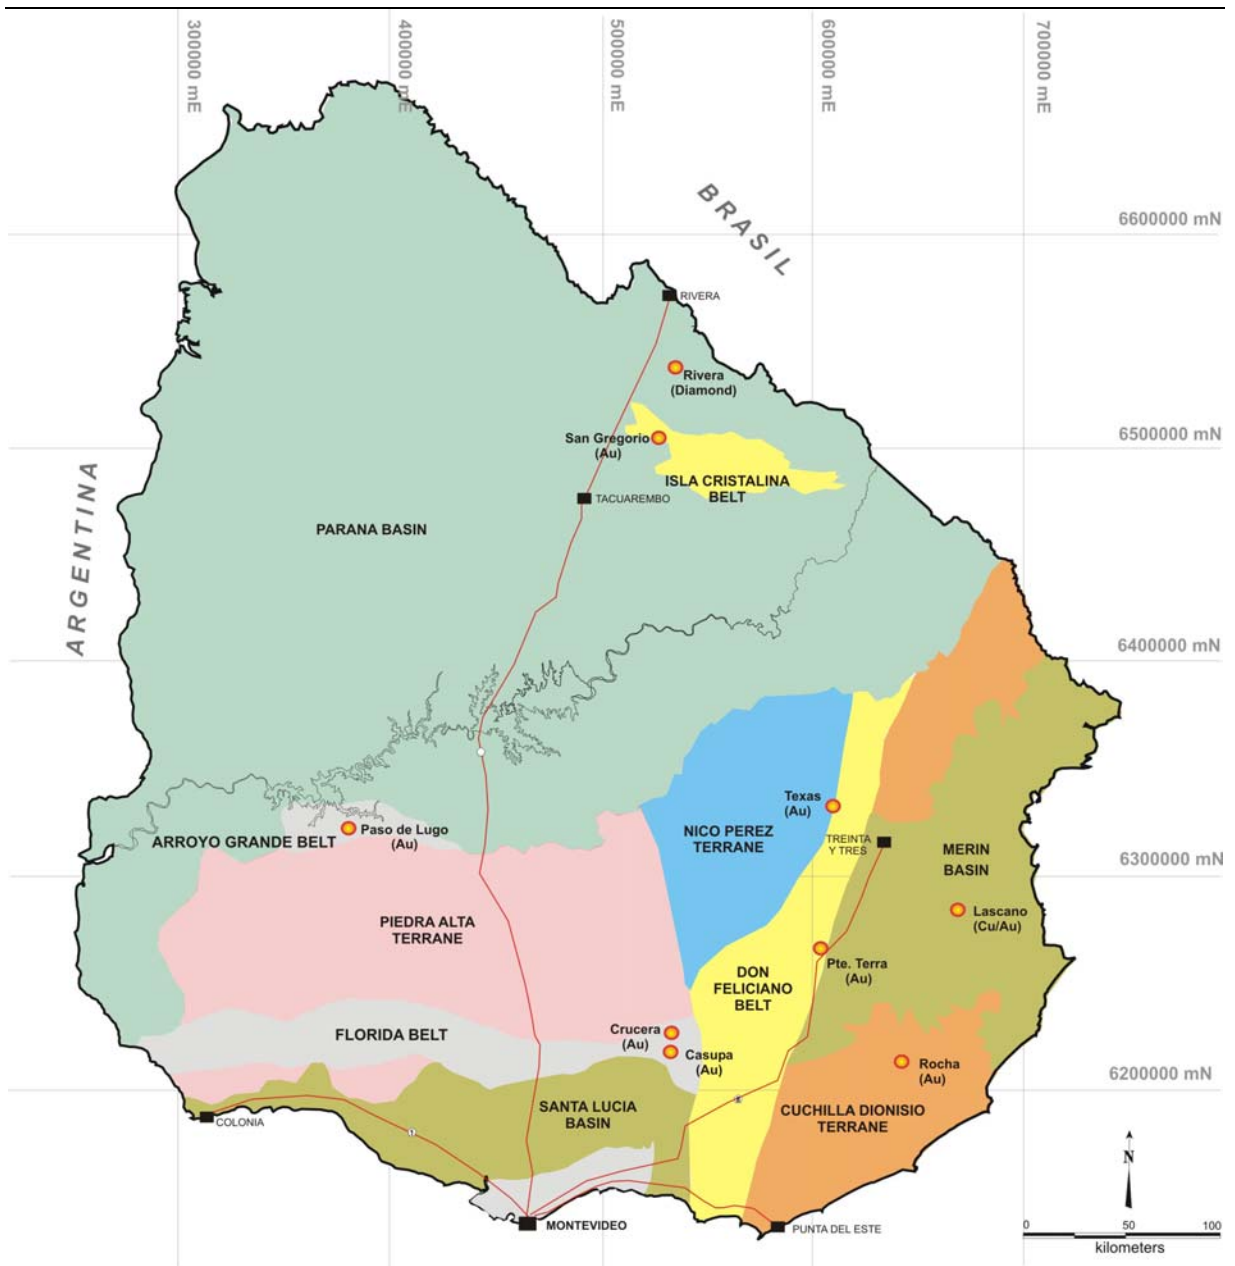 300000 mE
400000 mE
500000 mE
600000 mE
700000 mE
BRASIL
6600000 mN
RIVERA
Rivera
(Diamond)
San Gregorio
(Au)
6500000 mN
ISLA CRISTALINA
BELT
TACUAREMBO
ARGENTINA
PARANA BASIN
6400000 mN
Texas
(Au)
ARROYO GRANDE BELT
Paso de Lugo
(Au)
NICO PEREZ
TERRANE
TREINTA
Y TRES
MERIN
BASIN
6300000 mN
PIEDRA ALTA
TERRANE
Lascano
(Cu/Au)
Pte. Terra
(Au)
DON
FELICIANO
BELT
FLORIDA BELT
Crucera
(Au)
Casupa
(Au)
Rocha
(Au)
6200000 mN
SANTA LUCIA
BASIN
CUCHILLA DIONISIO
TERRANE
COLONIA
1
N
MONTEVIDEO
PUNTA DEL ESTE
0 50 100
kilometers